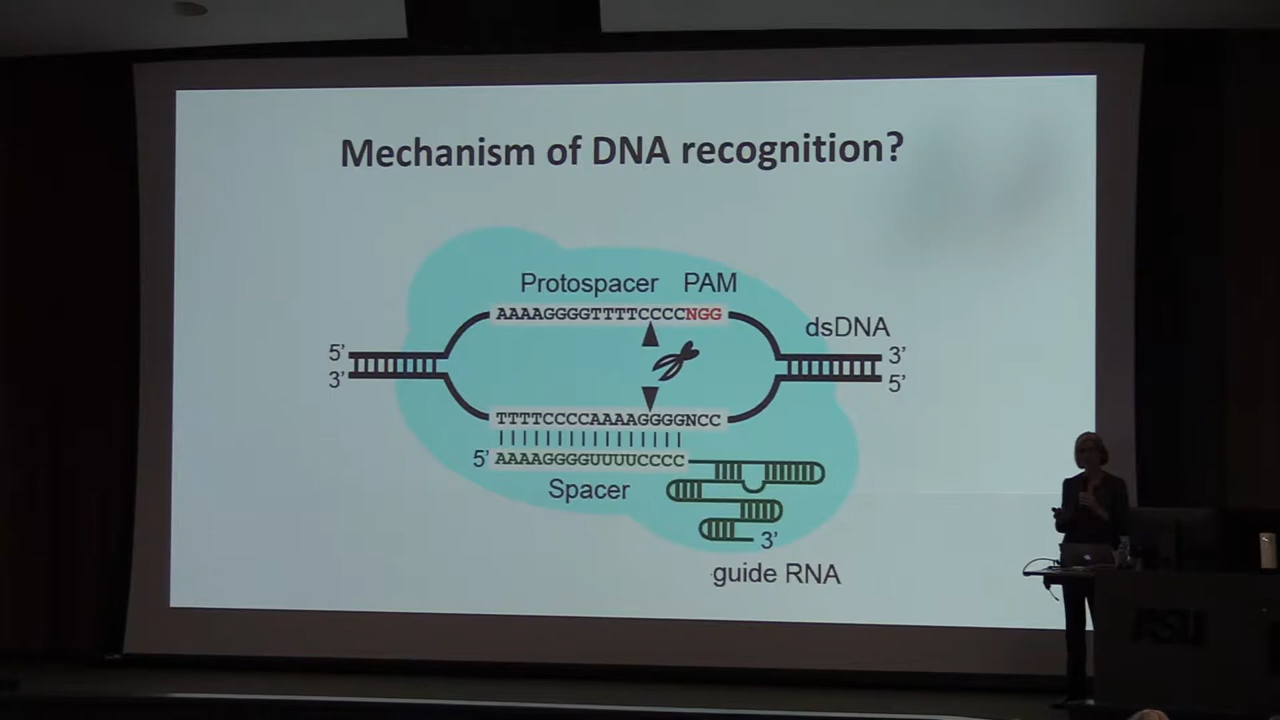 Mechanism of DNA recognition?
Protospacer PAM
AAAAGGGGTTTTCCCCNGG
dsDNA
5' 3'
3' 5'
TTTTCCCCAAAAGGGGNCC
5' AAAAGGGGUUUUCCCC
Spacer
3'
guide RNA
ASU